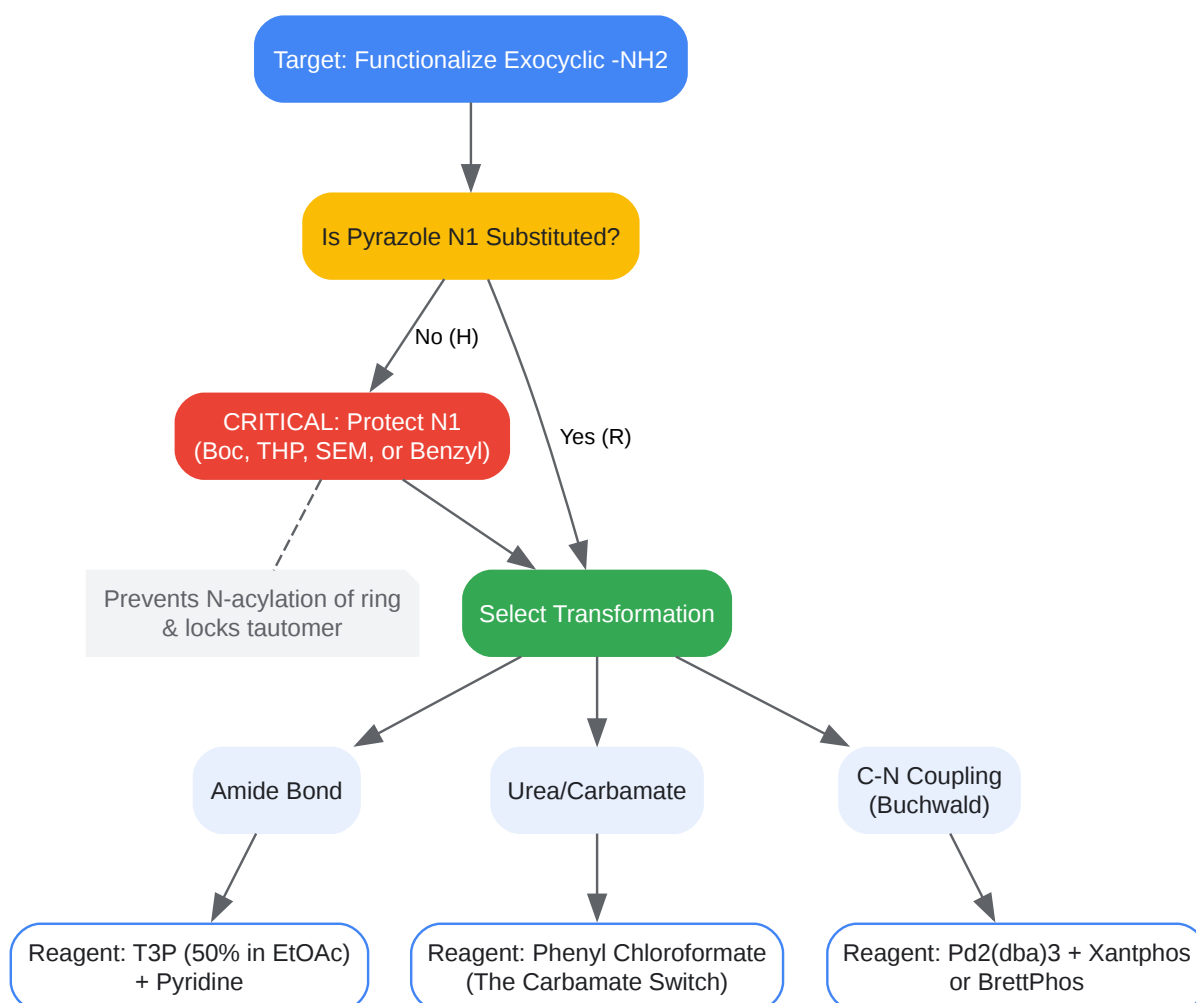 Target: Functionalize Exocyclic -NH2
Is Pyrazole N1 Substituted?
No (H)
Yes (R)
CRITICAL: Protect N1
(Boc, THP, SEM, or Benzyl)
Prevents N-acylation of ring
& locks tautomer
Select Transformation
Amide Bond
Urea/Carbamate
C-N Coupling
(Buchwald)
Reagent: T3P (50% in EtOAc)
+ Pyridine
Reagent: Phenyl Chloroformate
(The Carbamate Switch)
Reagent: Pd2(dba)3 + Xantphos
or BrettPhos